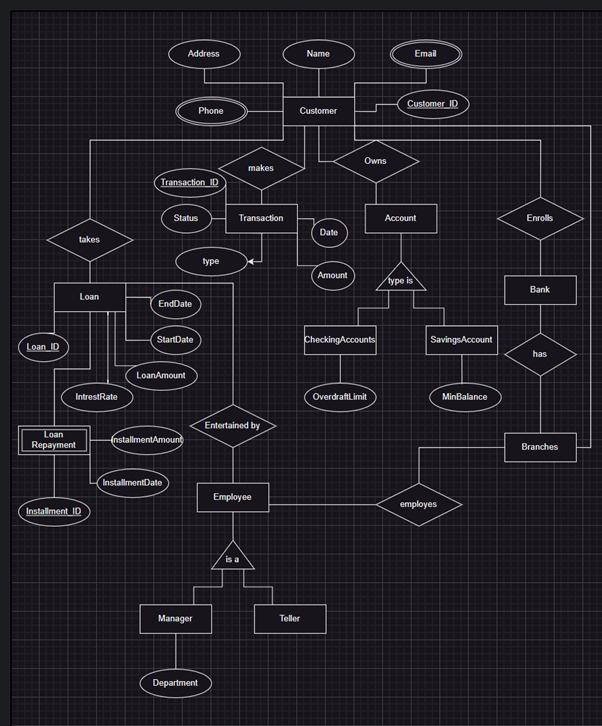 Address
Name
Email
Phone
Customer
Customer_ID
makes
Owns
Transaction_ID
Status
Transaction
Date
Account
Enrolls
takes
type
Amount
type is
Bank
Loan
EndDate
StartDate
Loan_ID
LoanAmount
CheckingAccounts
SavingsAccount
has
IntrestRate
OverdraftLimit
MinBalance
Entertained by
Loan
Repayment
InstallmentAmount
Branches
InstallmentDate
Employee
employes
Installment_ID
is a
Manager
Teller
Department